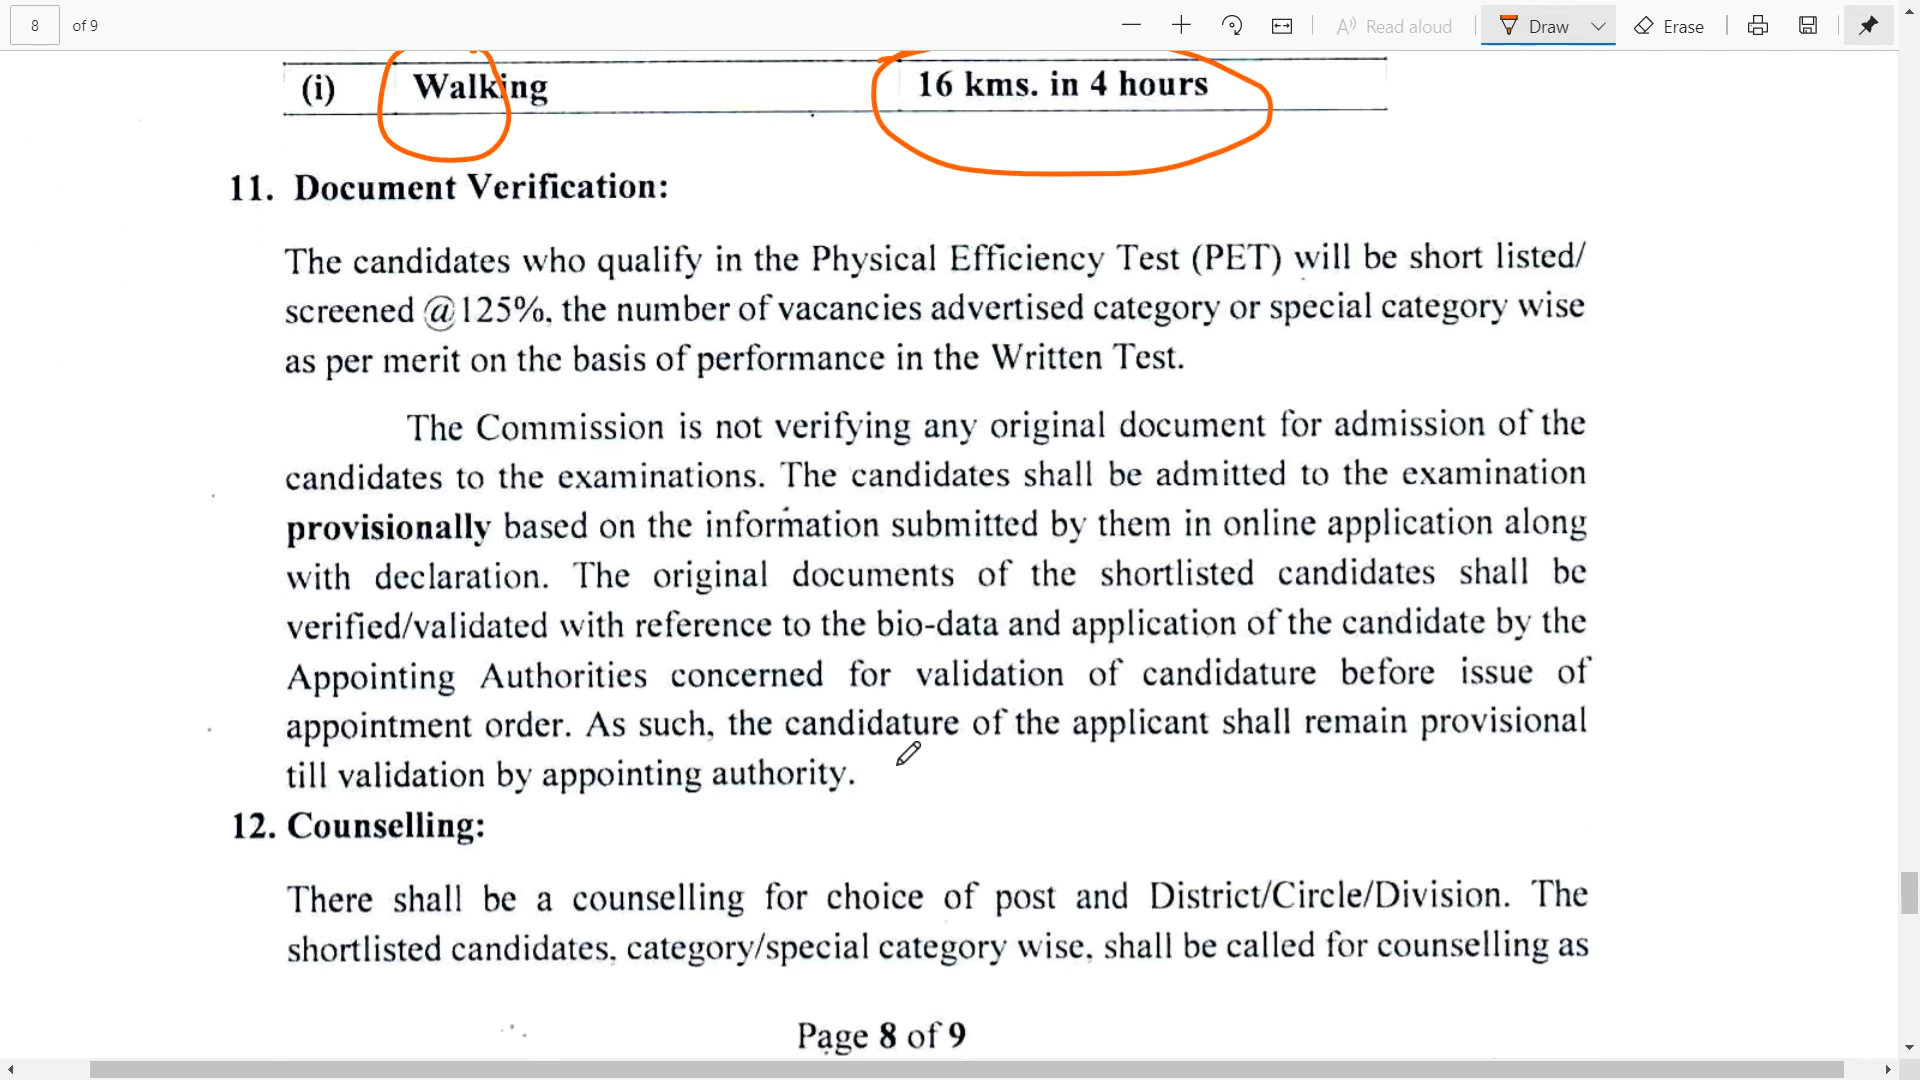 8 of 9 Read aloud Draw Erase
(i) Walking 16 kms. in 4 hours
11. Document Verification:
The candidates who qualify in the Physical Efficiency Test (PET) will be short listed/
screened @125%, the number of vacancies advertised category or special category wise
as per merit on the basis of performance in the Written Test.
The Commission is not verifying any original document for admission of the
candidates to the examinations. The candidates shall be admitted to the examination
provisionally based on the information submitted by them in online application along
with declaration. The original documents of the shortlisted candidates shall be
verified/validated with reference to the bio-data and application of the candidate by the
Appointing Authorities concerned for validation of candidature before issue of
appointment order. As such, the candidature of the applicant shall remain provisional
till validation by appointing authority.
12. Counselling:
There shall be a counselling for choice of post and District/Circle/Division. The
shortlisted candidates, category/special category wise, shall be called for counselling as
Page 8 of 9